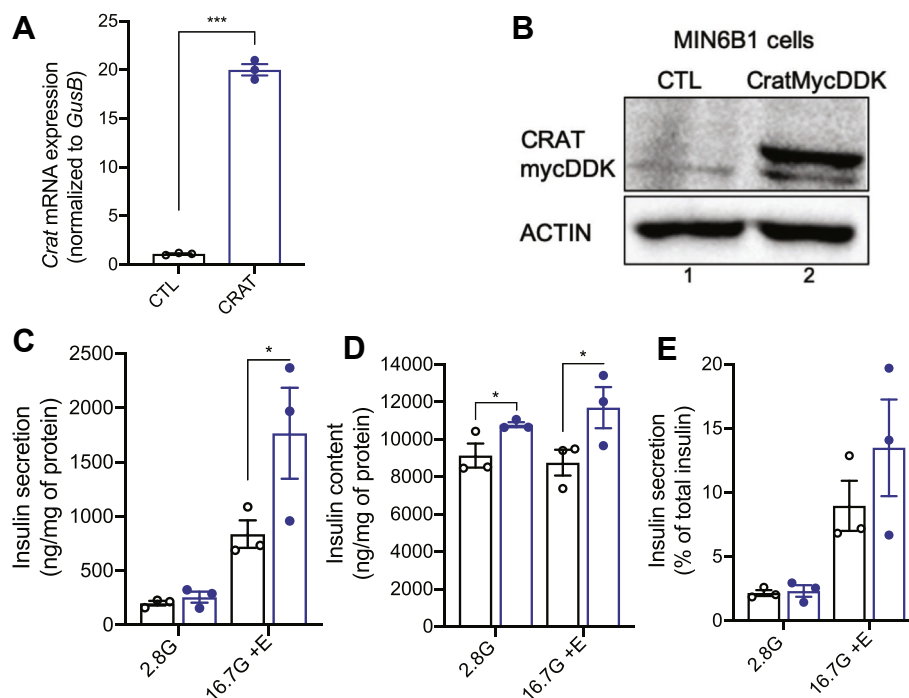 A
Crat mRNA expression
(normalized to GusB)
25
20
15
10
5
0
***
CTL
CRAT
B
MIN6B1 cells
CTL CratMycDDK
CRAT
mycDDK
ACTIN
1 2
C
Insulin secretion
(ng/mg of protein)
2500
2000
1500
1000
500
0
*
2.8G
16.7G +E
D
Insulin content
(ng/mg of protein)
14000
12000
10000
8000
6000
4000
2000
0
*
*
2.8G
16.7G +E
E
Insulin secretion
(% of total insulin)
20
15
10
5
0
2.8G
16.7G +E